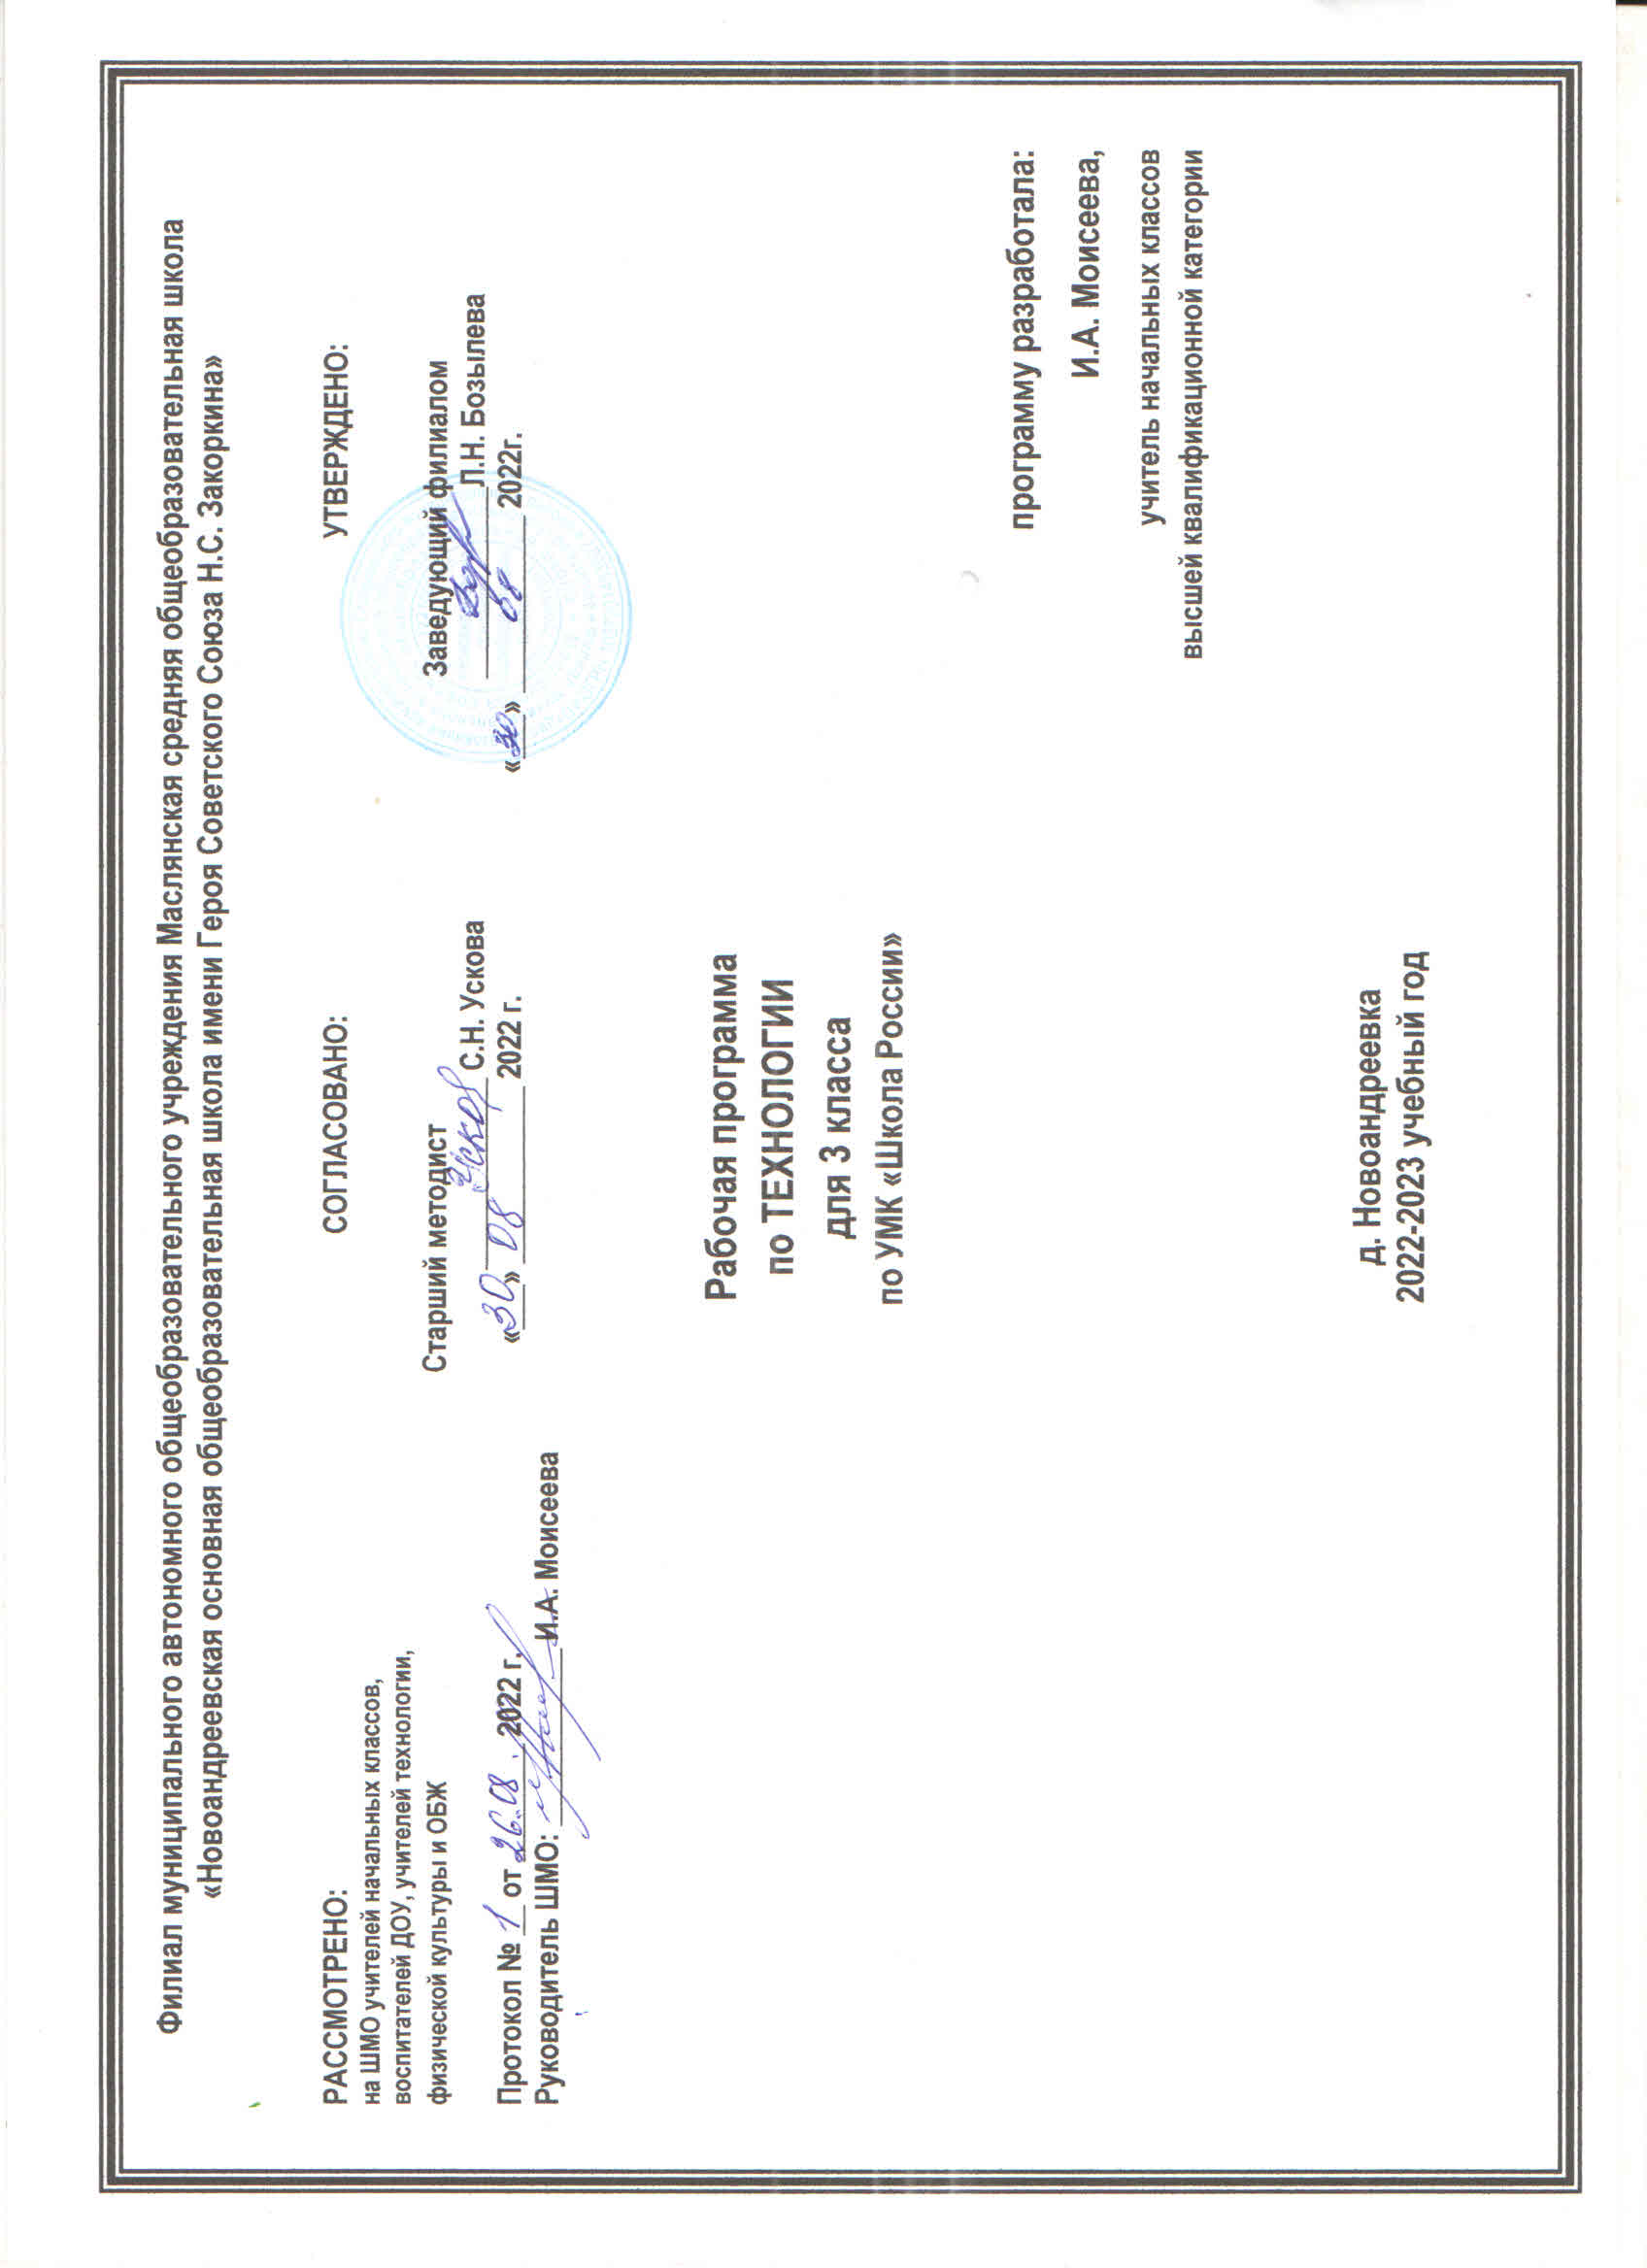 Филиал муниципального автономного общеобразовательного учреждения Маслянская средняя общеобразовательная школа
«Новоандреевская основная общеобразовательная школа имени Героя Советского Союза Н.С. Закоркина»
РАССМОТРЕНО:
на ШМО учителей начальных классов,
воспитателей ДОУ, учителей технологии,
физической культуры и ОБЖ
Протокол № 1 от 26.08. 2022 г.
Руководитель ШМО: И.А. Моисеева
СОГЛАСОВАНО:
Старший методист
С.Н. Ускова
«30» 08 2022 г.
УТВЕРЖДЕНО:
Заведующий филиалом
Л.Н. Бозылева
«30» 08 2022г.
Рабочая программа
по ТЕХНОЛОГИИ
для 3 класса
по УМК «Школа России»
программу разработала:
И.А. Моисеева,
учитель начальных классов
высшей квалификационной категории
д. Новоандреевка
2022-2023 учебный год